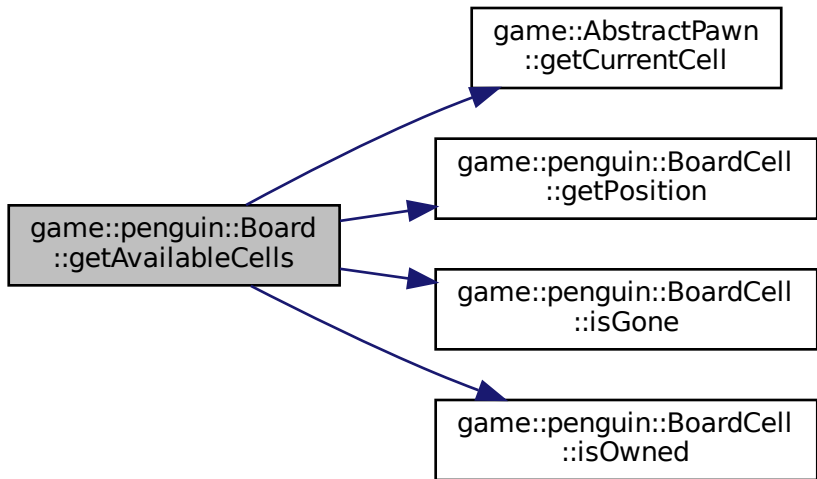 game::AbstractPawn
::getCurrentCell
game::penguin::BoardCell
::getPosition
game::penguin::Board
::getAvailableCells
game::penguin::BoardCell
::isGone
game::penguin::BoardCell
::isOwned